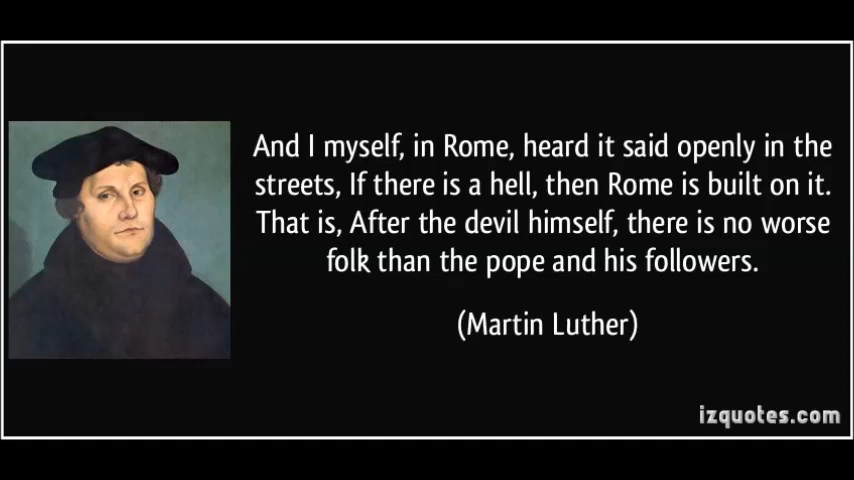 And I myself, in Rome, heard it said openly in the
streets, If there is a hell, then Rome is built on it.
That is, After the devil himself, there is no worse
folk than the pope and his followers.
(Martin Luther)
izquotes.com